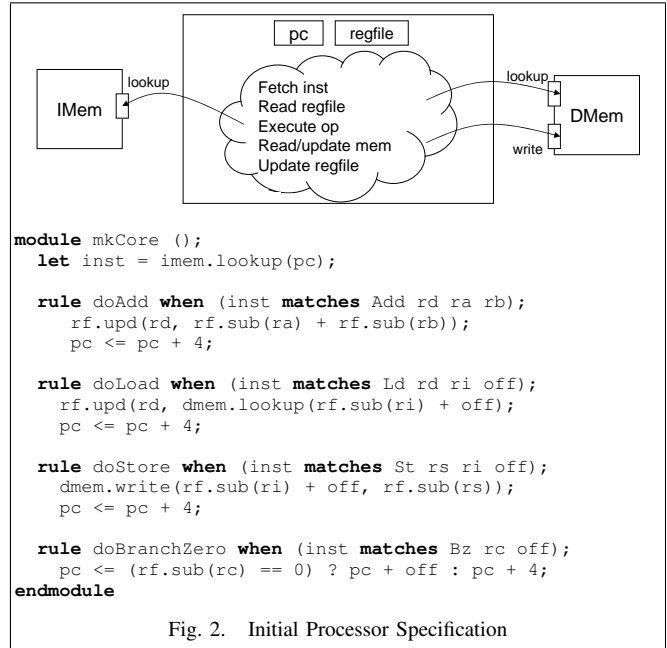 pc regfile
IMem
lookup
Fetch inst
Read regfile
Execute op
Read/update mem
Update regfile
lookup
DMem
write
module mkCore ();
let inst = imem.lookup(pc);
rule doAdd when (inst matches Add rd ra rb);
rf.upd(rd, rf.sub(ra) + rf.sub(rb));
pc <= pc + 4;
rule doLoad when (inst matches Ld rd ri off);
rf.upd(rd, dmem.lookup(rf.sub(ri) + off);
pc <= pc + 4;
rule doStore when (inst matches St rs ri off);
dmem.write(rf.sub(ri) + off, rf.sub(rs));
pc <= pc + 4;
rule doBranchZero when (inst matches Bz rc off);
pc <= (rf.sub(rc) == 0) ? pc + off : pc + 4;
endmodule
Fig. 2. Initial Processor Specification